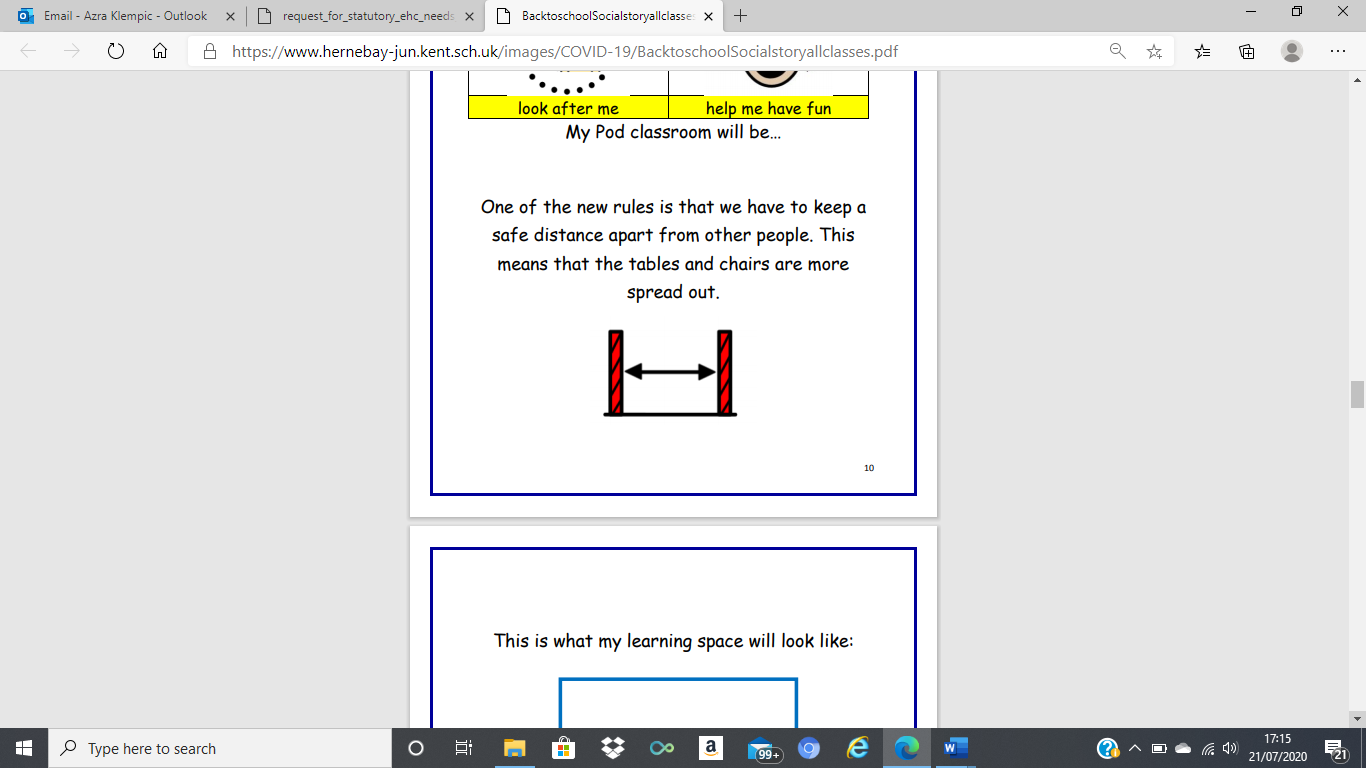 Email - Azra Klempic - Outlook
request_for_statutory_ehc_needs
BacktoschoolSocialstoryallclasses
https://www.hernebay-jun.kent.sch.uk/images/COVID-19/BacktoschoolSocialstoryallclasses.pdf
look after me
help me have fun
My Pod classroom will be…
One of the new rules is that we have to keep a
safe distance apart from other people. This
means that the tables and chairs are more
spread out.
10
This is what my learning space will look like:
Type here to search
99+
17:15
21/07/2020
21